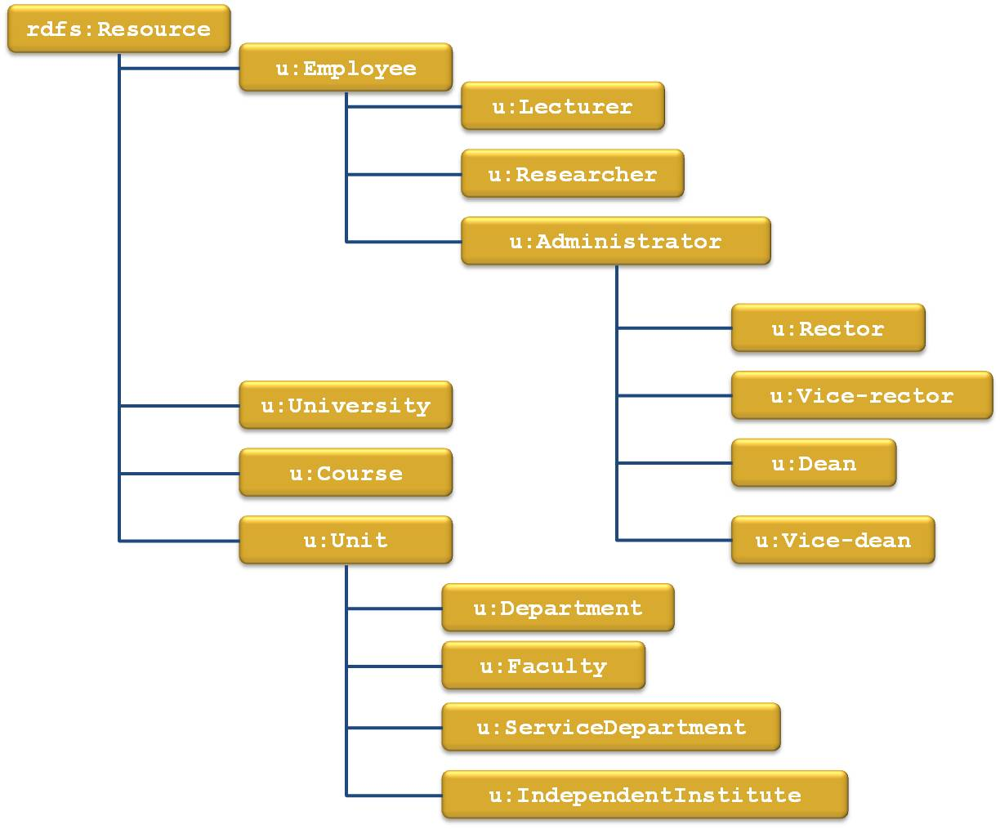 rdfs:Resource
u:Employee
u:Lecturer
u:Researcher
u:Administrator
u:Rector
u:Vice-rector
u:Dean
u:Vice-dean
u:University
u:Course
u:Unit
u:Department
u:Faculty
u:ServiceDepartment
u:IndependentInstitute